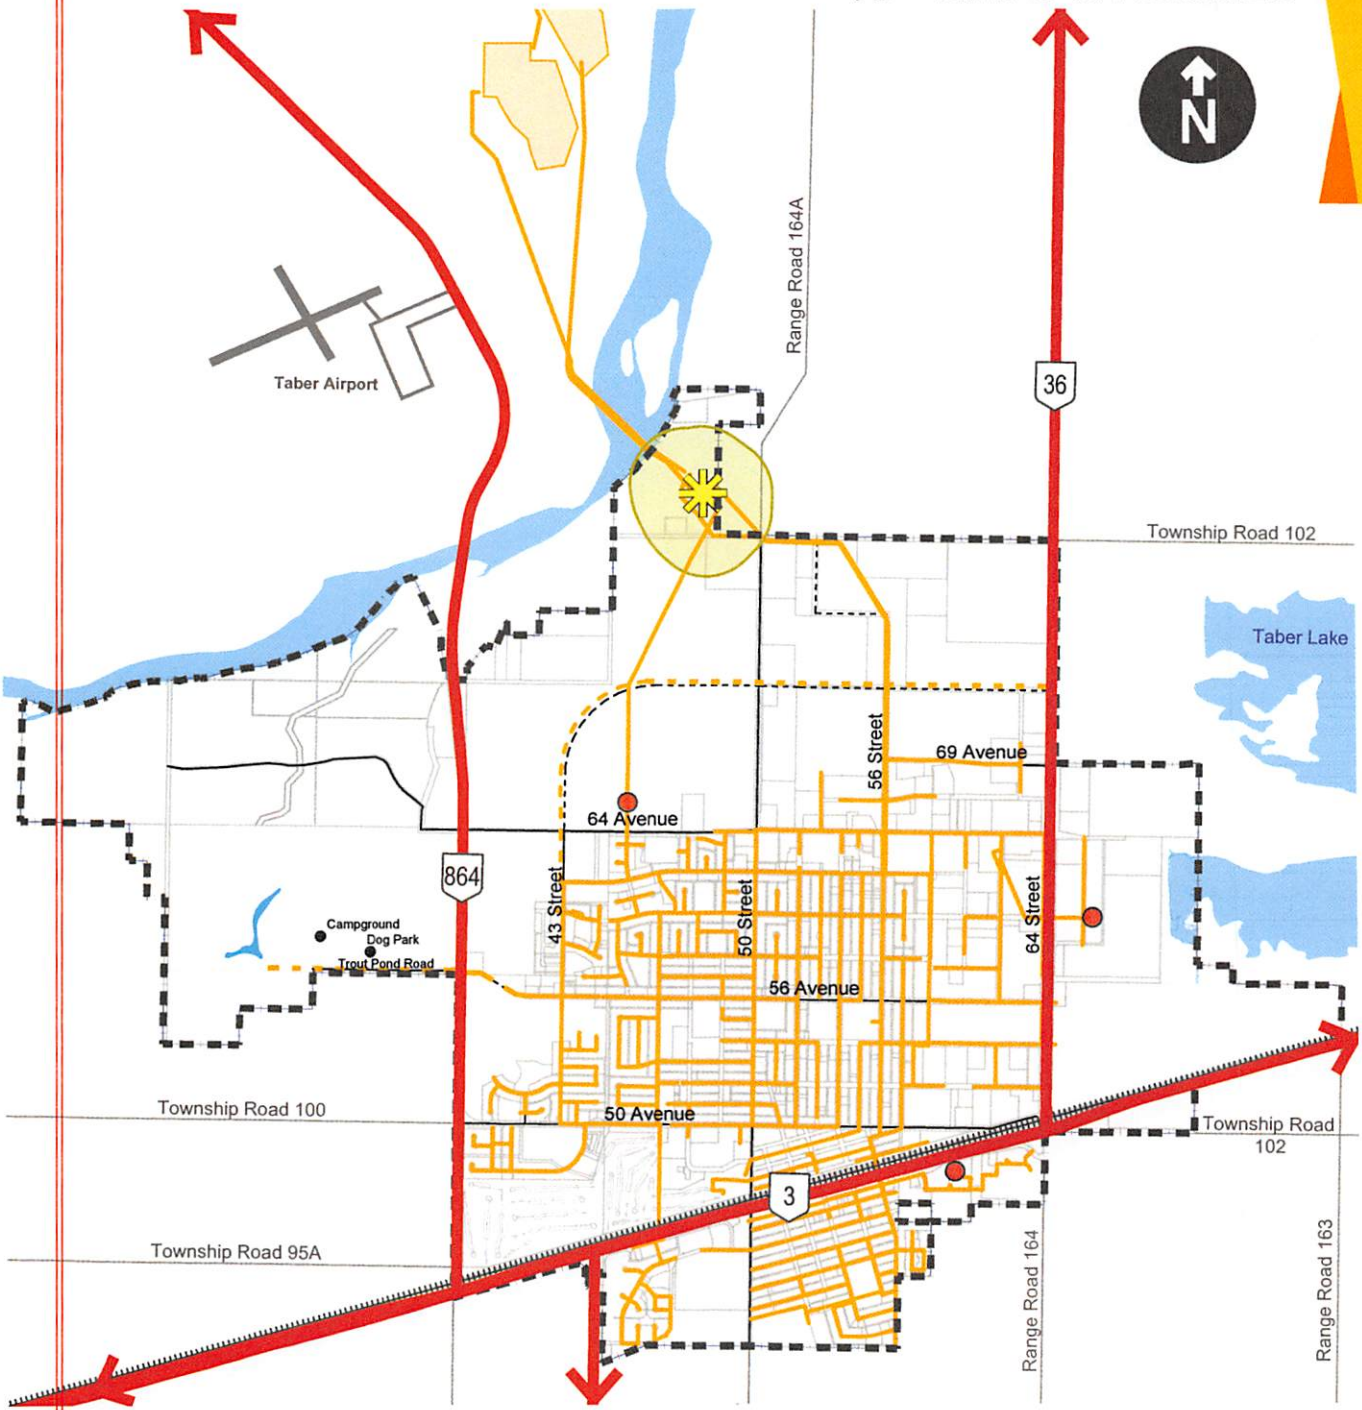 N
Range Road 164A
Taber Airport
36
Township Road 102
Taber Lake
56 Street
69 Avenue
64 Avenue
864
43 Street
50 Street
64 Street
Campground
Dog Park
Trout Pond Road
56 Avenue
Township Road 100
50 Avenue
Township Road
102
3
Township Road 95A
Range Road 164
Range Road 163